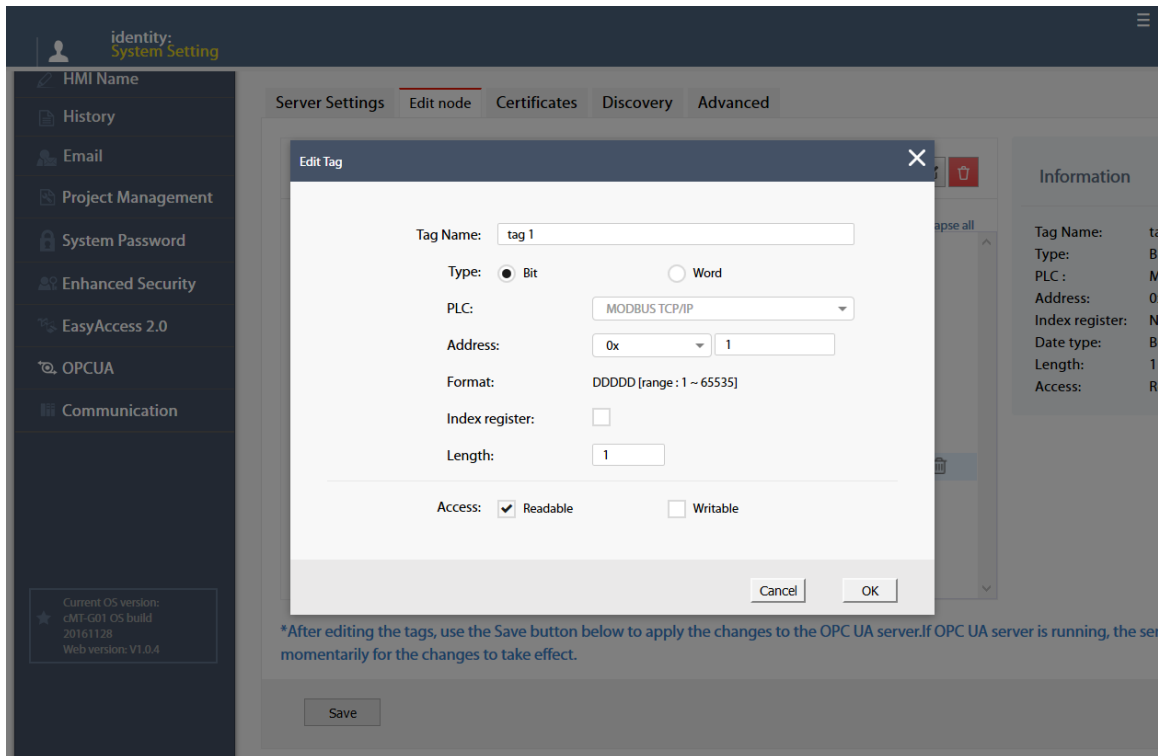 identity:
System Setting
HMI Name
History
Email
Project Management
System Password
Enhanced Security
EasyAccess 2.0
OPCUA
Communication
Current OS version:
cMT-G01 OS build
20161128
Web version: V1.0.4
Server Settings Edit node Certificates Discovery Advanced
Edit Tag
Tag Name: tag 1
Type: Bit Word
PLC: MODBUS TCP/IP
Address: 0x 1
Format: DDDDD [range : 1 ~ 65535]
Index register:
Length: 1
Access: Readable Writable
Cancel OK
all
Information
Tag Name:
Type: B
PLC : M
Address:
Index register: N
Date type: B
Length: 1
Access: R
*After editing the tags, use the Save button below to apply the changes to the OPC UA server.If OPC UA server is running, the
momentarily for the changes to take effect.
Save